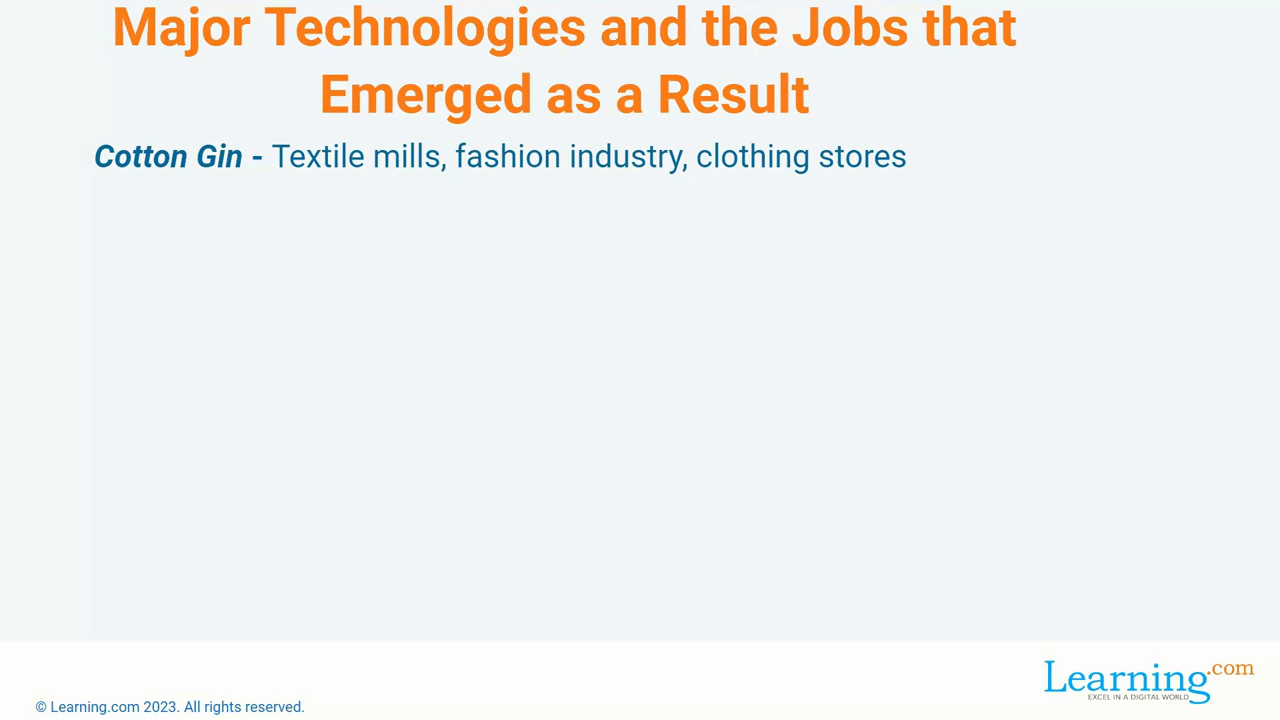 Major Technologies and the Jobs that
Emerged as a Result
Cotton Gin - Textile mills, fashion industry, clothing stores
Learning.com
EXCEL IN A DIGITAL WORLD
© Learning.com 2023. All rights reserved.